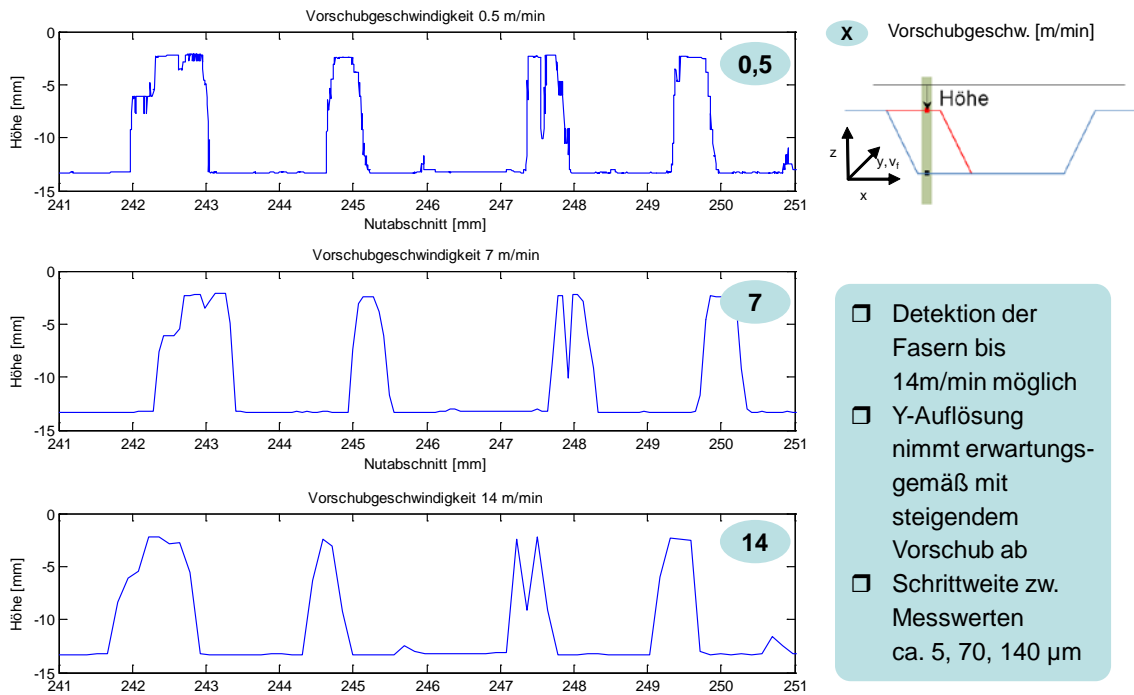 Vorschubgeschwindigkeit 0.5 m/min
0
-5
-10
-15
Höhe [mm]
0,5
241 242 243 244 245 246 247 248 249 250 251
Nutabschnitt [mm]
Vorschubgeschwindigkeit 7 m/min
0
-5
-10
-15
Höhe [mm]
7
241 242 243 244 245 246 247 248 249 250 251
Nutabschnitt [mm]
Vorschubgeschwindigkeit 14 m/min
0
-5
-10
-15
Höhe [mm]
14
241 242 243 244 245 246 247 248 249 250 251
X Vorschubgeschw. [m/min]
Höhe
z
y, vf
x
❒ Detektion der
Fasern bis
14m/min möglich
❒ Y-Auflösung
nimmt erwartungs-
gemäß mit
steigendem
Vorschub ab
❒ Schrittweite zw.
Messwerten
ca. 5, 70, 140 µm